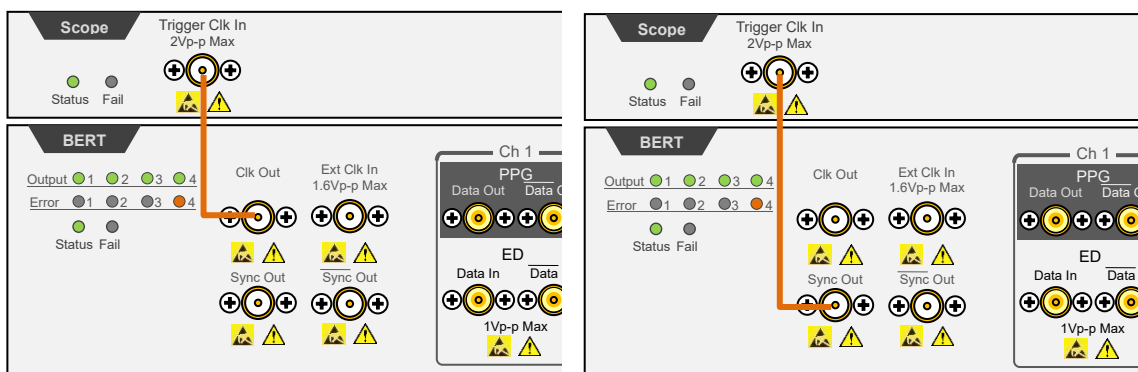 Scope
Trigger Clk In
2Vp-p Max
Status Fail
BERT
Output 1 2 3 4
Error 1 2 3 4
Status Fail
Clk Out
Ext Clk In
1.6Vp-p Max
Sync Out
Sync Out
Ch 1
PPG
Data Out Data
ED
Data In Data
1Vp-p Max
Scope
Trigger Clk In
2Vp-p Max
Status Fail
BERT
Output 1 2 3 4
Error 1 2 3 4
Status Fail
Clk Out
Ext Clk In
1.6Vp-p Max
Sync Out
Sync Out
Ch 1
PPG
Data Out Data
ED
Data In Data
1Vp-p Max